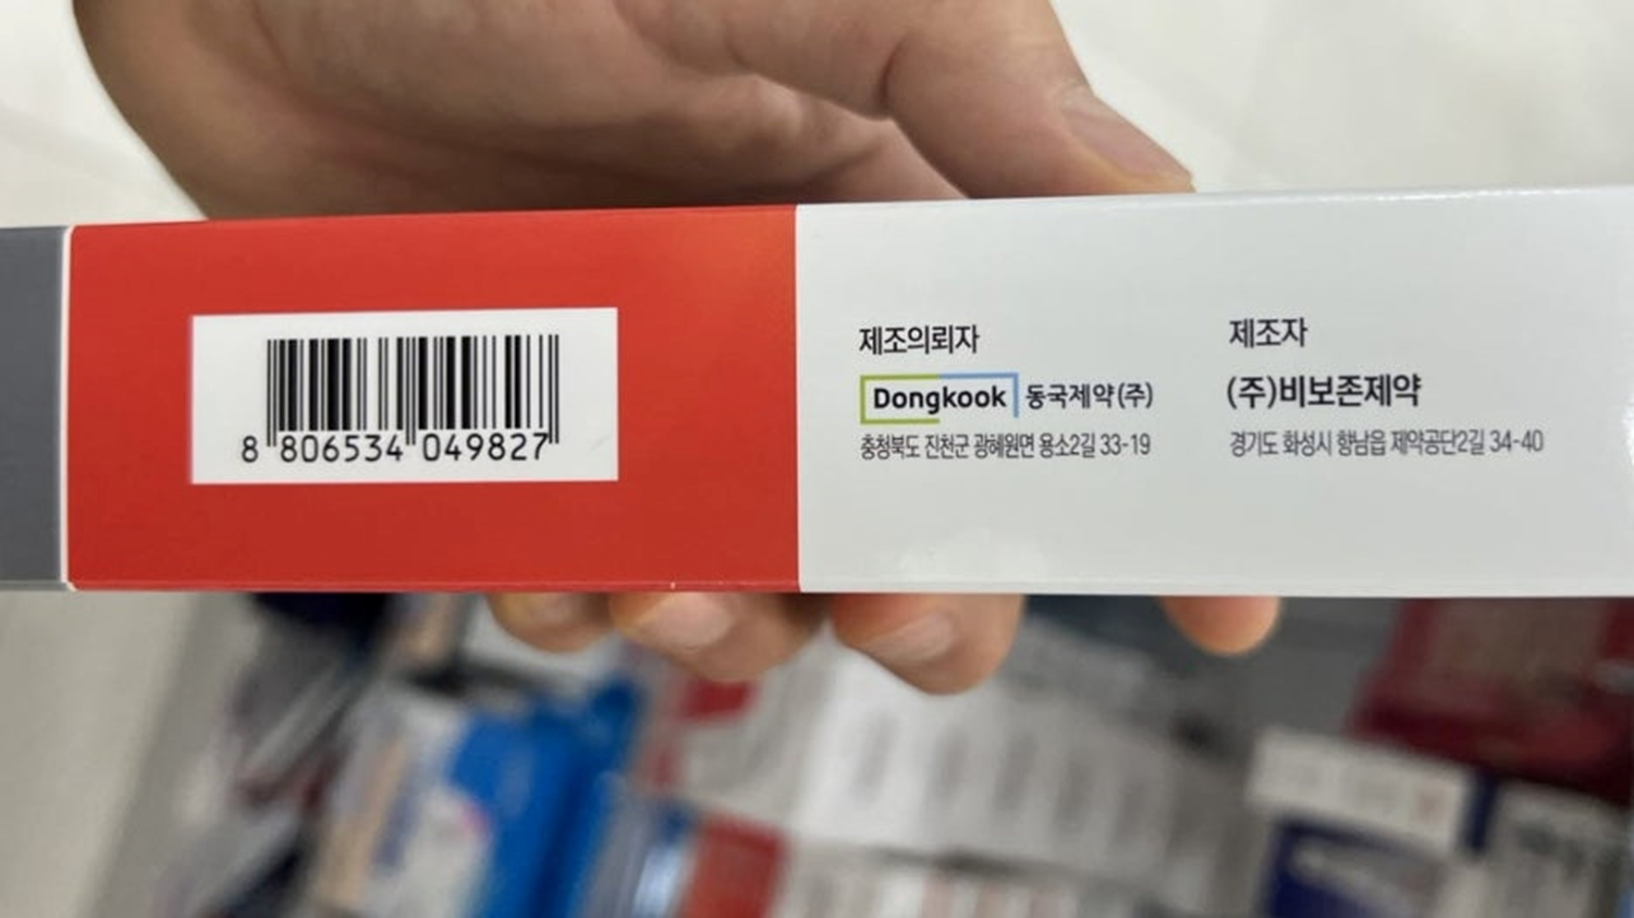 8 806534 049827
제조의뢰자
Dongkook 동국제약(주)
충청북도 진천군 광혜원면 용소2길 33-19
제조자
(주)비보존제약
경기도 화성시 향남읍 제약공단2길 34-40